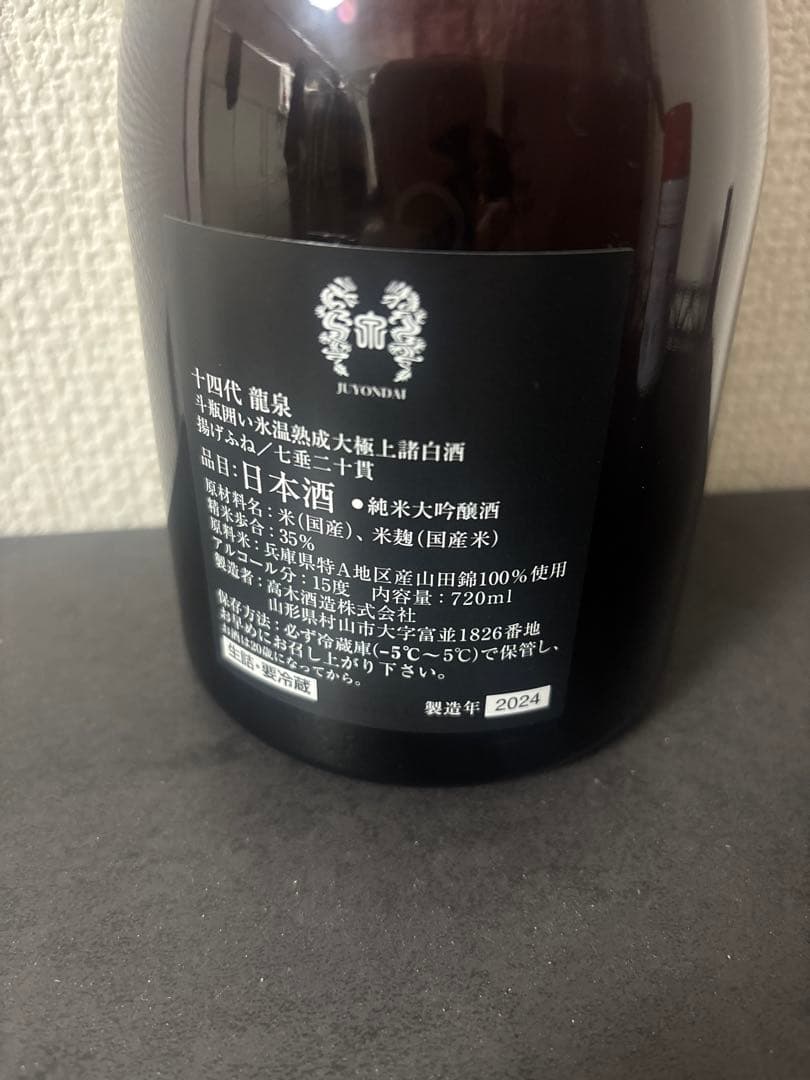 泉
JUYONDAI
十四代 龍泉
斗瓶囲い氷温熟成大極上諸白酒
揚げふね/七垂二十貫
品目:日本酒 ●純米大吟醸酒
原材料名:米(国産)、米麹(国産米)
精米歩合:35%
原料米:兵庫県特A地区産山田錦100%使用
アルコール分:15度 内容量:720ml
製造者:高木酒造株式会社
山形県村山市大字富並1826番地
保存方法:必ず冷蔵庫(-5℃~5℃)で保管し、
お早めにお召し上がり下さい。
お酒は20歳になってから。
生詰・要冷蔵
製造年 2024